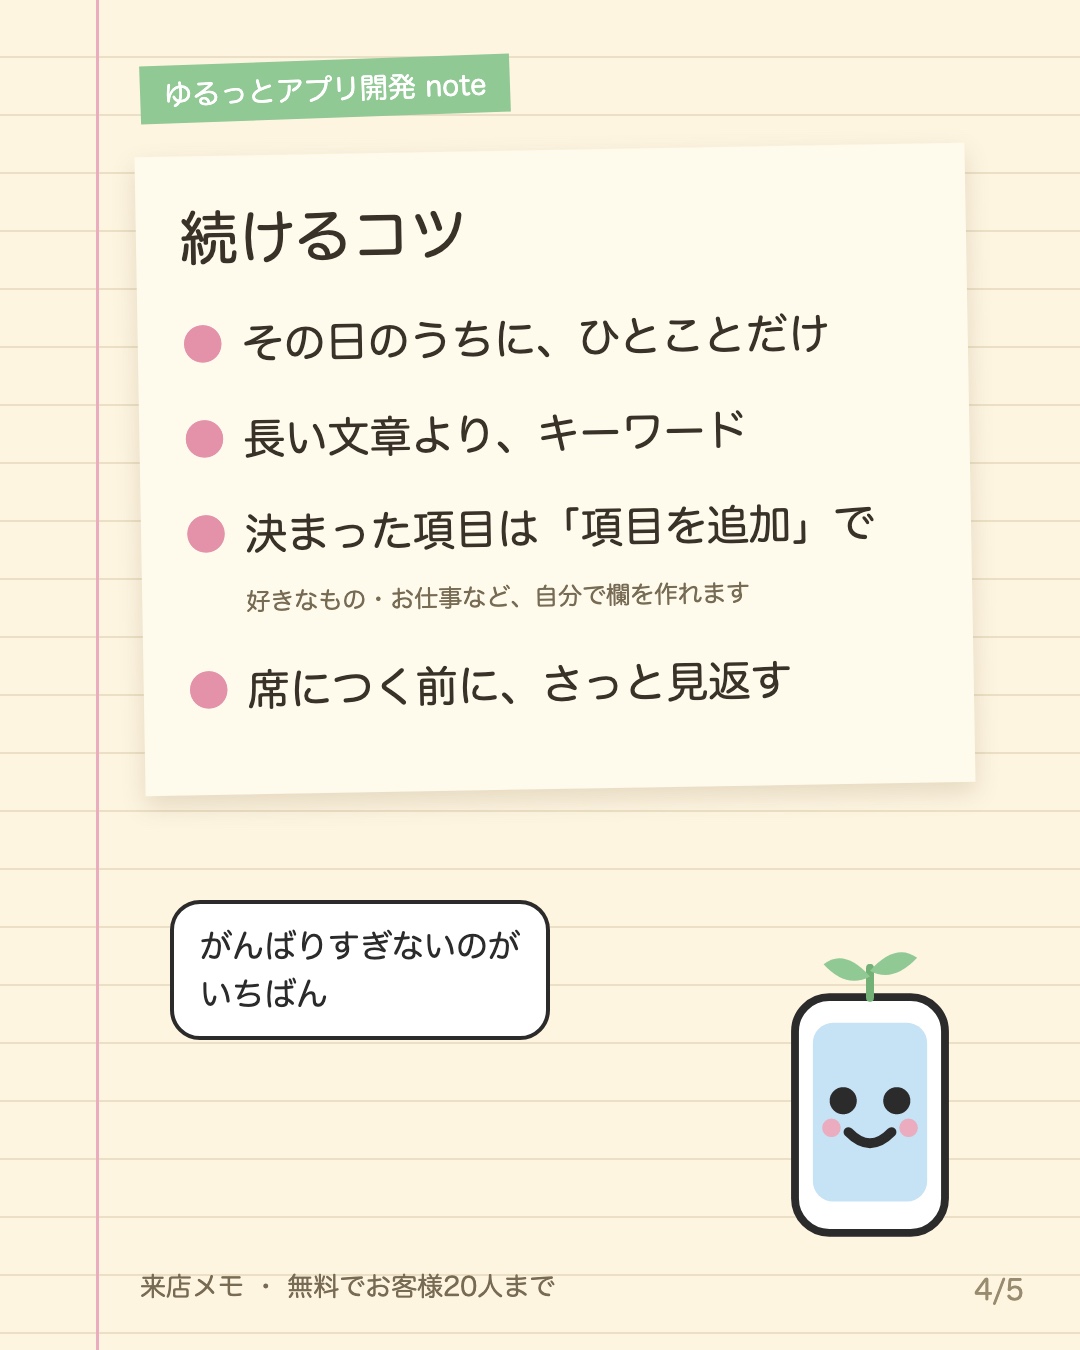 ゆるっとアプリ開発 note
続けるコツ
その日のうちに、ひとことだけ
長い文章より、キーワード
決まった項目は「項目を追加」で
好きなもの・お仕事など、自分で欄を作れます
席につく前に、さっと見返す
がんばりすぎないのが
いちばん
来店メモ ・ 無料でお客様20人まで
4/5